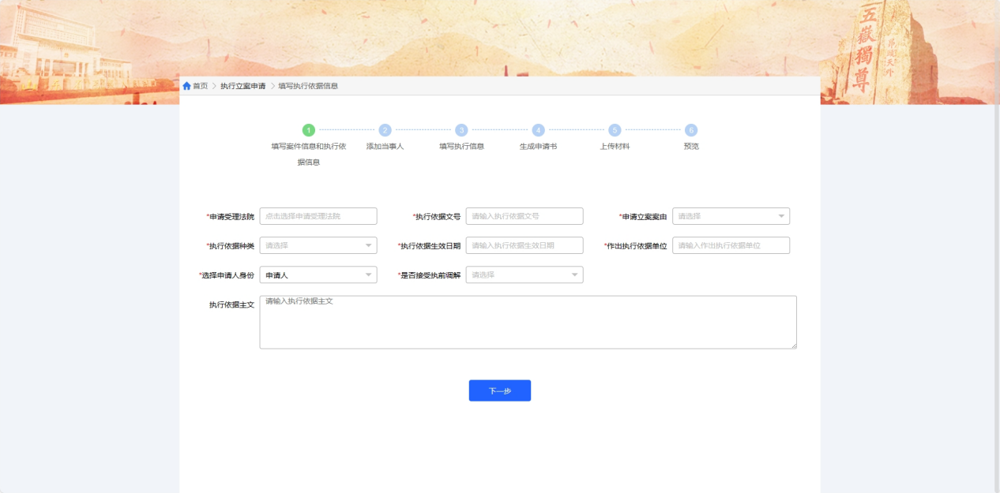 五嶽獨尊
昂頭天外
首页 > 执行立案申请 > 填写执行依据信息
1 2 3 4 5 6
填写案件信息和执行依据信息 添加当事人 填写执行信息 生成申请书 上传材料 预览
*申请受理法院 点击选择申请受理法院 *执行依据文号 请输入执行依据文号 *申请立案案由 请选择
*执行依据种类 请选择 *执行依据生效日期 请输入执行依据生效日期 *作出执行依据单位 请输入作出执行依据单位
*选择申请人身份 申请人 *是否接受执前调解 请选择
执行依据主文 请输入执行依据主文
下一步